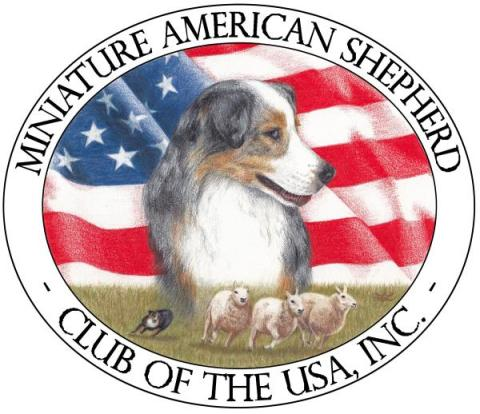 MINIATURE AMERICAN SHEPHERD
- CLUB OF THE USA, INC. -